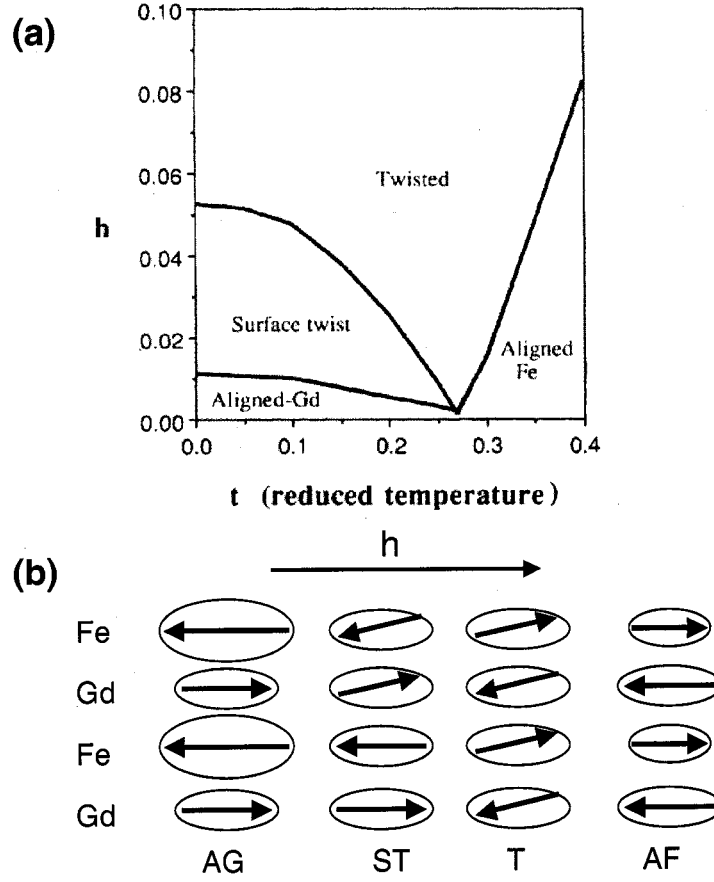 (a)
0.10
0.08
0.06
0.04
0.02
0.00
h
Twisted
Surface twist
Aligned Fe
Aligned-Gd
0.0 0.1 0.2 0.3 0.4
t (reduced temperature)
(b)
h
Fe
Gd
Fe
Gd
AG ST T AF